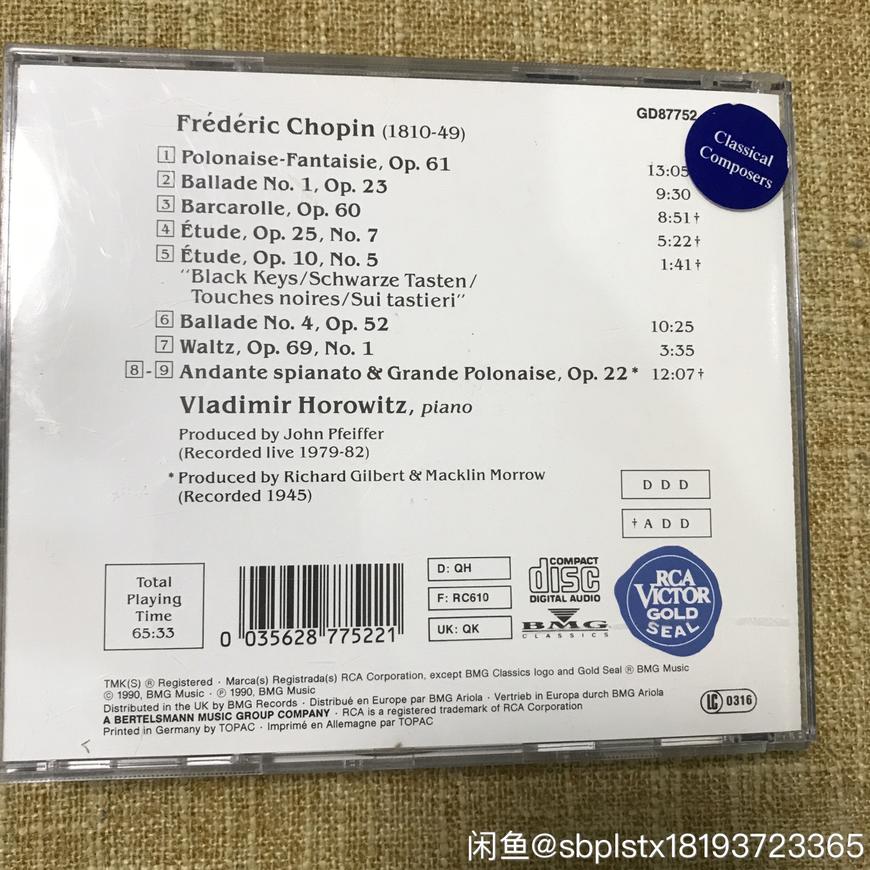 GD87752
Classical
Composers
Frédéric Chopin (1810-49)
1 Polonaise-Fantaisie, Op. 61 13:05
2 Ballade No. 1, Op. 23 9:30
3 Barcarolle, Op. 60 8:51†
4 Étude, Op. 25, No. 7 5:22†
5 Étude, Op. 10, No. 5 1:41†
"Black Keys/Schwarze Tasten/
Touches noires/Sui tastieri"
6 Ballade No. 4, Op. 52 10:25
7 Waltz, Op. 69, No. 1 3:35
8-9 Andante spianato & Grande Polonaise, Op. 22* 12:07†
Vladimir Horowitz, piano
Produced by John Pfeiffer
(Recorded live 1979-82)
* Produced by Richard Gilbert & Macklin Morrow
(Recorded 1945)
D D D
† A D D
Total
Playing
Time
65:33
0 035628 775221
D: QH
F: RC610
UK: QK
COMPACT
disc
DIGITAL AUDIO
BMG
CLASSICS
RCA
VICTOR
GOLD
SEAL
TMK(S) ® Registered · Marca(s) Registrada(s) RCA Corporation, except BMG Classics logo and Gold Seal ® BMG Music
© 1990, BMG Music · ℗ 1990, BMG Music
Distributed in the UK by BMG Records · Distribué en Europe par BMG Ariola · Vertrieb in Europa durch BMG Ariola
A BERTELSMANN MUSIC GROUP COMPANY · RCA is a registered trademark of RCA Corporation
Printed in Germany by TOPAC · Imprimé en Allemagne par TOPAC
LC 0316
闲鱼@sbplstx18193723365